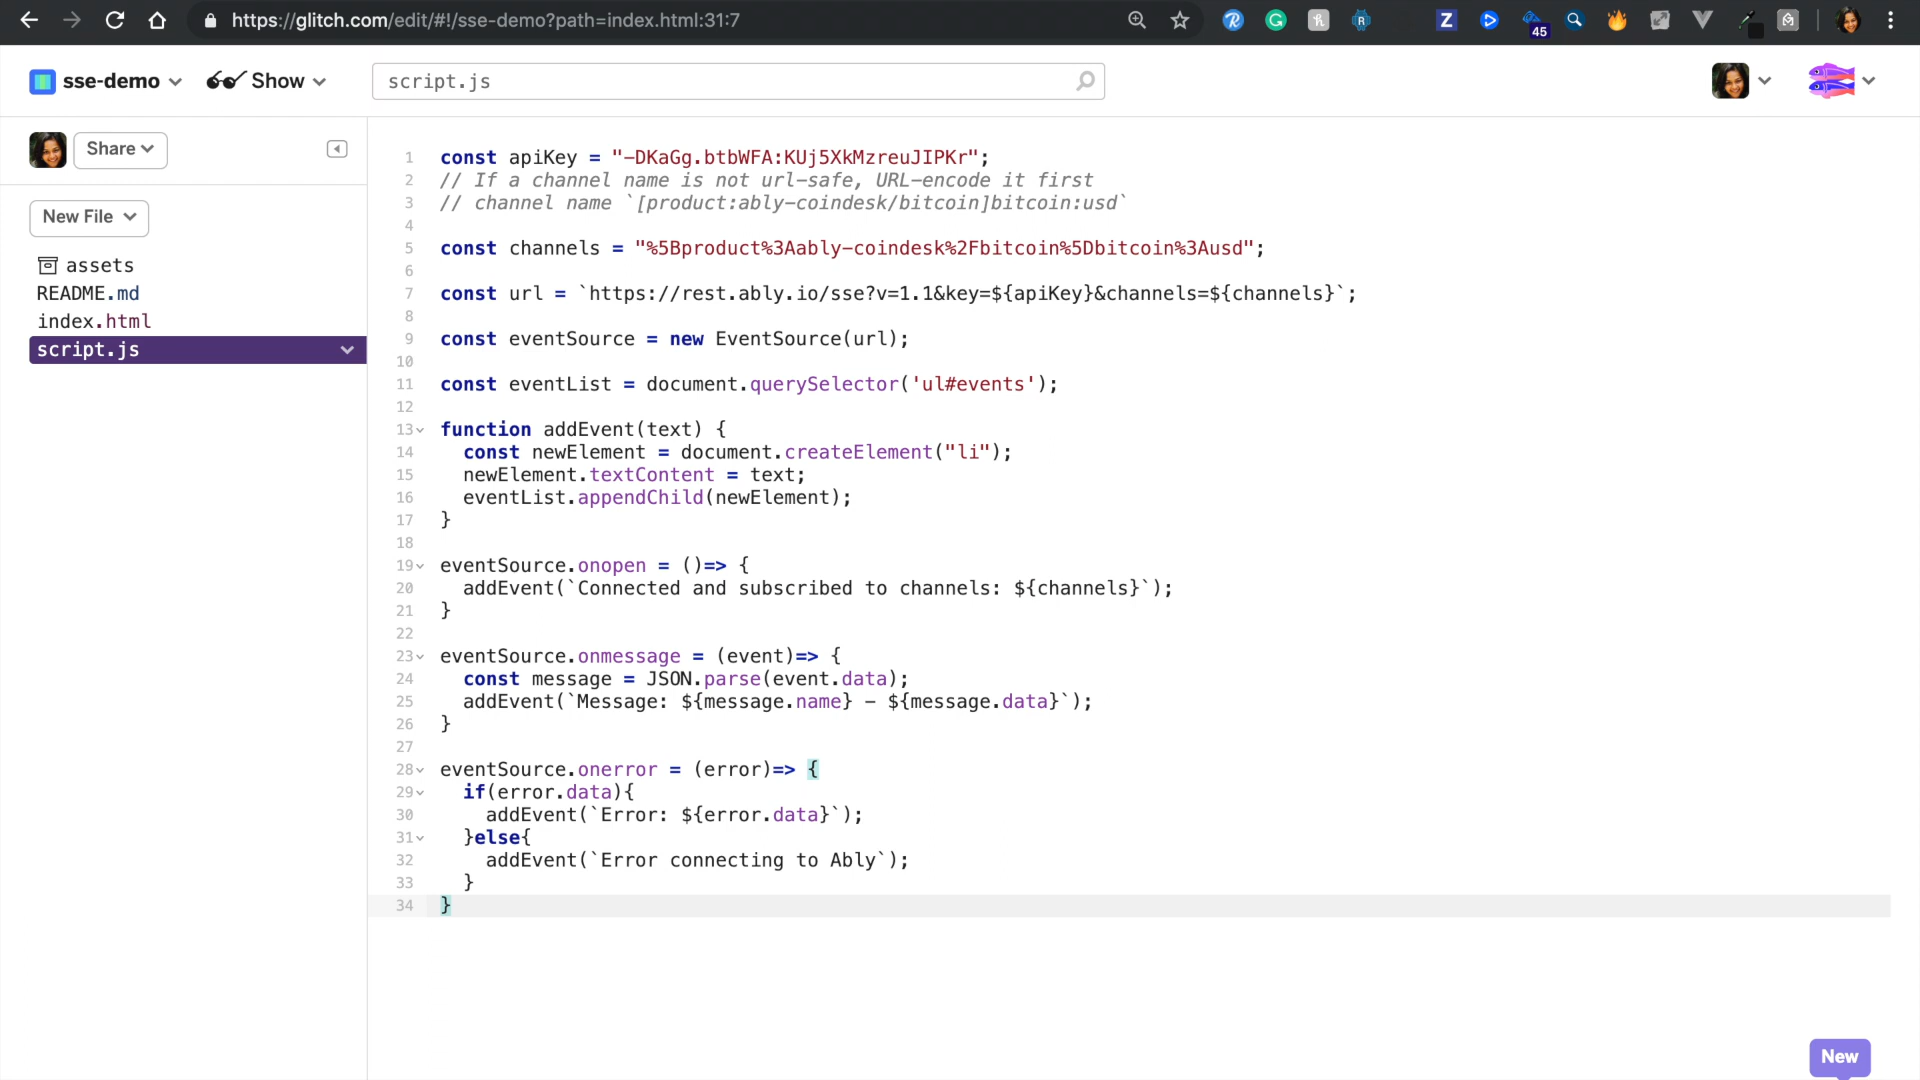 https://glitch.com/edit/#!/sse-demo?path=index.html:31:7
45
sse-demo
Show
script.js
Share
New File
assets
README.md
index.html
script.js
1 const apiKey = "-DKaGg.btbWFA:KUj5XkMzreuJIPKr";
2 // If a channel name is not url-safe, URL-encode it first
3 // channel name `[product:ably-coindesk/bitcoin]bitcoin:usd`
4
5 const channels = "%5Bproduct%3Aably-coindesk%2Fbitcoin%5Dbitcoin%3Ausd";
6
7 const url = `https://rest.ably.io/sse?v=1.1&key=${apiKey}&channels=${channels}`;
8
9 const eventSource = new EventSource(url);
10
11 const eventList = document.querySelector('ul#events');
12
13 function addEvent(text) {
14   const newElement = document.createElement("li");
15   newElement.textContent = text;
16   eventList.appendChild(newElement);
17 }
18
19 eventSource.onopen = ()=> {
20   addEvent(`Connected and subscribed to channels: ${channels}`);
21 }
22
23 eventSource.onmessage = (event)=> {
24   const message = JSON.parse(event.data);
25   addEvent(`Message: ${message.name} - ${message.data}`);
26 }
27
28 eventSource.onerror = (error)=> {
29   if(error.data){
30     addEvent(`Error: ${error.data}`);
31   }else{
32     addEvent(`Error connecting to Ably`);
33   }
34 }
New